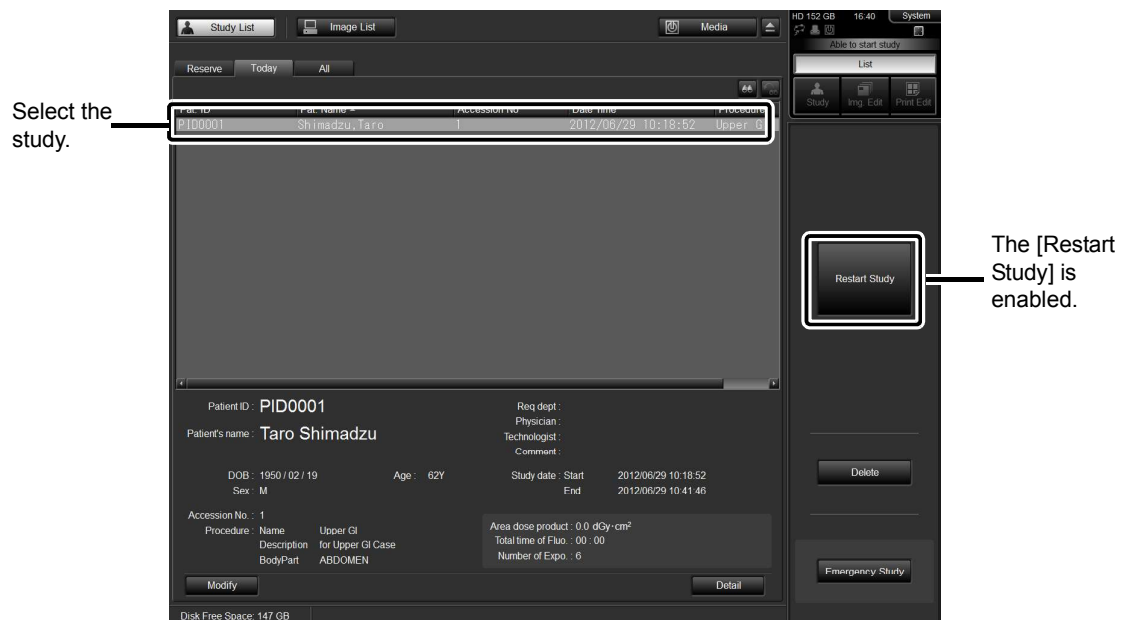 Study List
Image List
Media
HD 152 GB 16:40 System
Able to start study
List
Study Img. Edit Print Edit
Reserve Today All
Pat. ID Pat. Name Accession No Date Time Procedure
PID0001 Shimadzu,Taro 1 2012/06/29 10:18:52 Upper G
Select the
study.
Restart Study
The [Restart
Study] is
enabled.
Patient ID : PID0001
Patient's name : Taro Shimadzu
DOB : 1950 / 02 / 19 Age : 62Y
Sex : M
Accession No. : 1
Procedure : Name Upper GI
Description for Upper GI Case
BodyPart ABDOMEN
Req dept :
Physician :
Technologist :
Comment :
Study date : Start 2012/06/29 10:18:52
End 2012/06/29 10:41:46
Area dose product : 0.0 dGy·cm²
Total time of Fluo. : 00 : 00
Number of Expo. : 6
Delete
Emergency Study
Modify
Detail
Disk Free Space: 147 GB